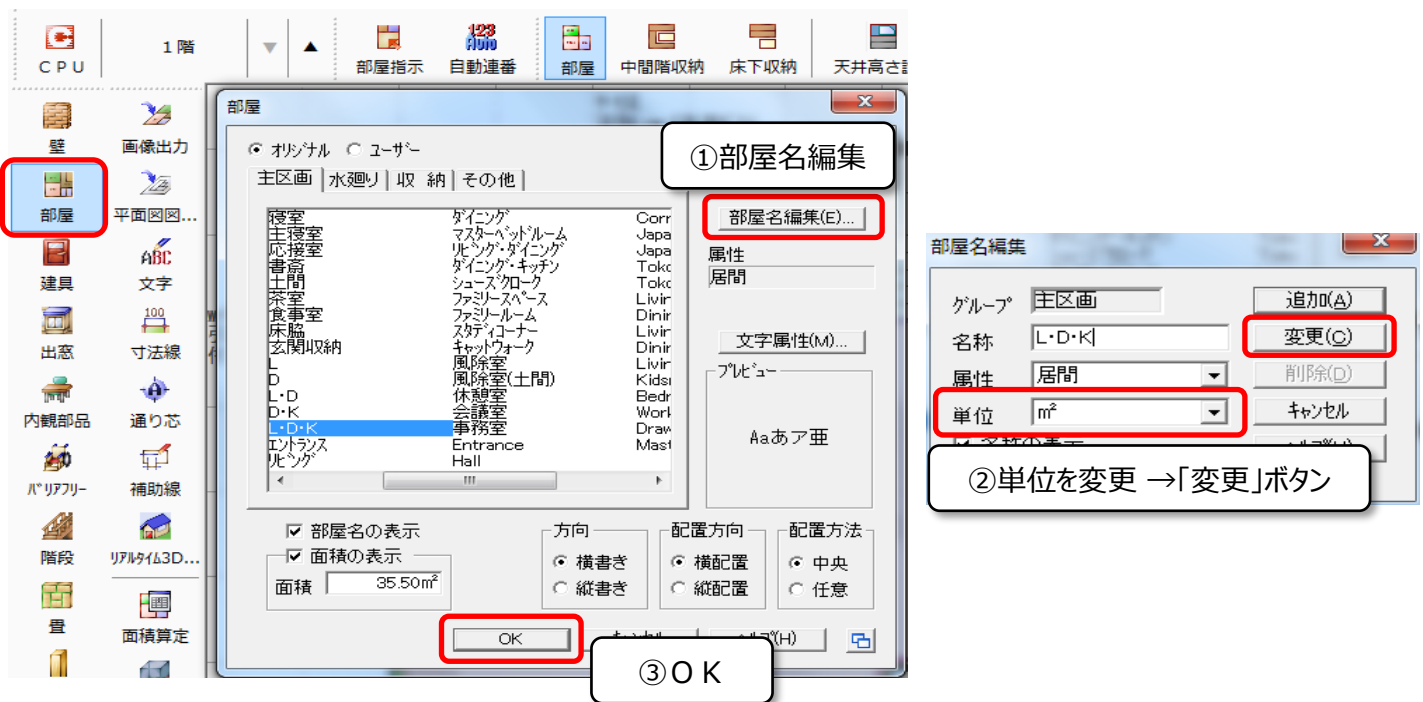 CPU
1 階
部屋指示
自動連番
部屋
中間階収納
床下収納
天井高さ
壁
画像出力
部屋
平面図図...
建具
文字
出窓
寸法線
内観部品
通り芯
バリアフリー
補助線
階段
リアルタイム3D...
畳
面積算定
部屋
オリジナル
ユーザー
①部屋名編集
主区画
水廻り
収 納
その他
寝室 ダイニング Corr
主寝室 マスターベッドルーム Japa
応接室 リビング・ダイニング Japa
書斎 ダイニング・キッチン Tokc
土間 シューズクローク Tokc
茶室 ファミリースペース Livir
食事室 ファミリールーム Dinir
床脇 スタディコーナー Livir
玄関収納 キャットウォーク Dinir
L 風除室 Livir
D 風除室(土間) Kidsı
L・D 休憩室 Bedr
D・K 会議室 Work
L・D・K 事務室 Draw
エントランス Entrance Mast
リビング Hall
部屋名編集(E)...
属性
居間
文字属性(M)...
プレビュー
Aaあア亜
部屋名の表示
面積の表示
面積 35.50㎡
方向
横書き
縦書き
配置方向
横配置
縦配置
配置方法
中央
任意
OK
(H)
③ＯＫ
部屋名編集
グループ 主区画
追加(A)
名称 L・D・K
変更(C)
属性 居間
削除(D)
単位 ㎡
キャンセル
②単位を変更 →「変更」ボタン